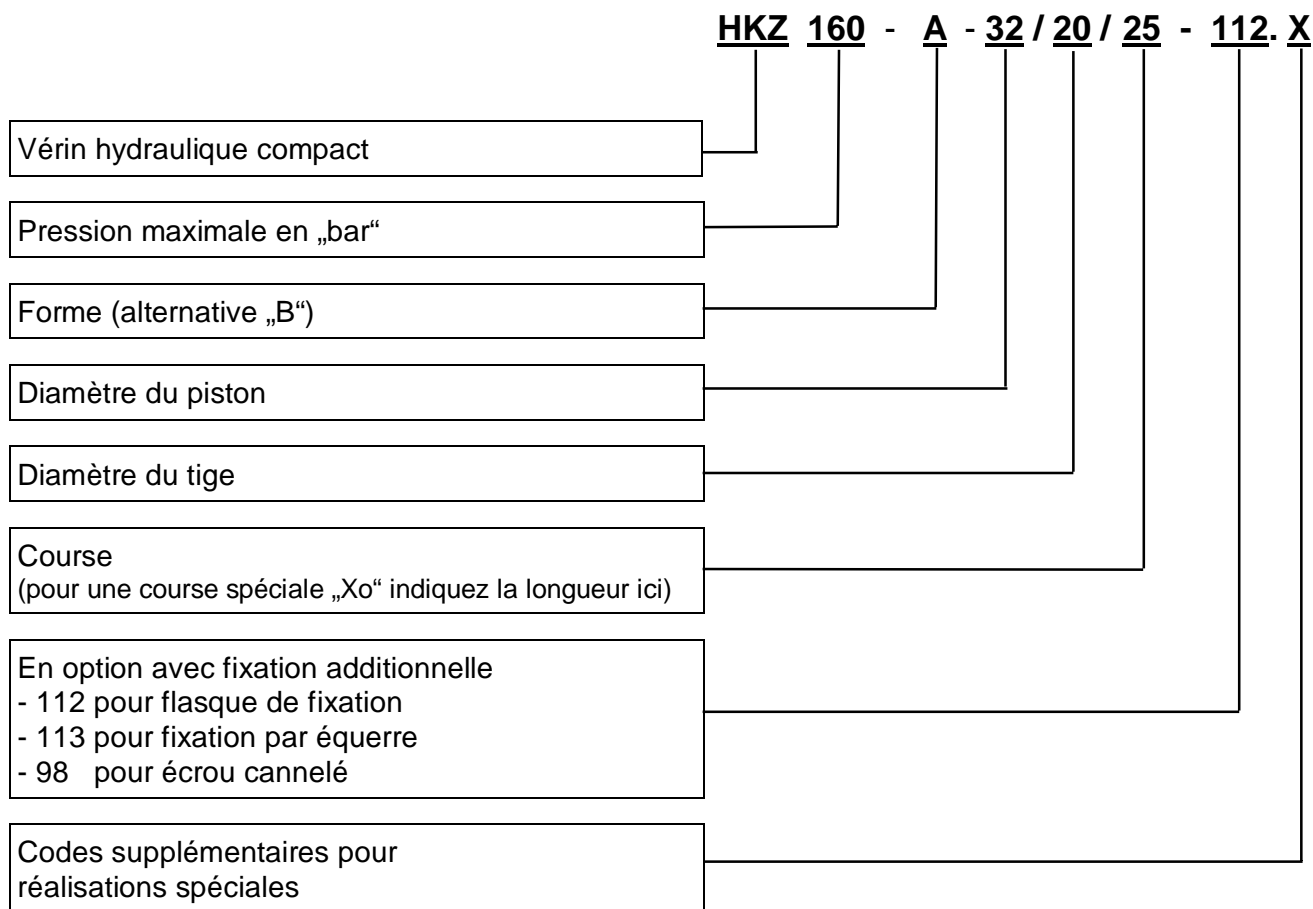 HKZ 160 - A - 32 / 20 / 25 - 112. X
Vérin hydraulique compact
Pression maximale en „bar“
Forme (alternative „B“)
Diamètre du piston
Diamètre du tige
Course
(pour une course spéciale „Xo“ indiquez la longueur ici)
En option avec fixation additionnelle
- 112 pour flasque de fixation
- 113 pour fixation par équerre
- 98 pour écrou cannelé
Codes supplémentaires pour
réalisations spéciales